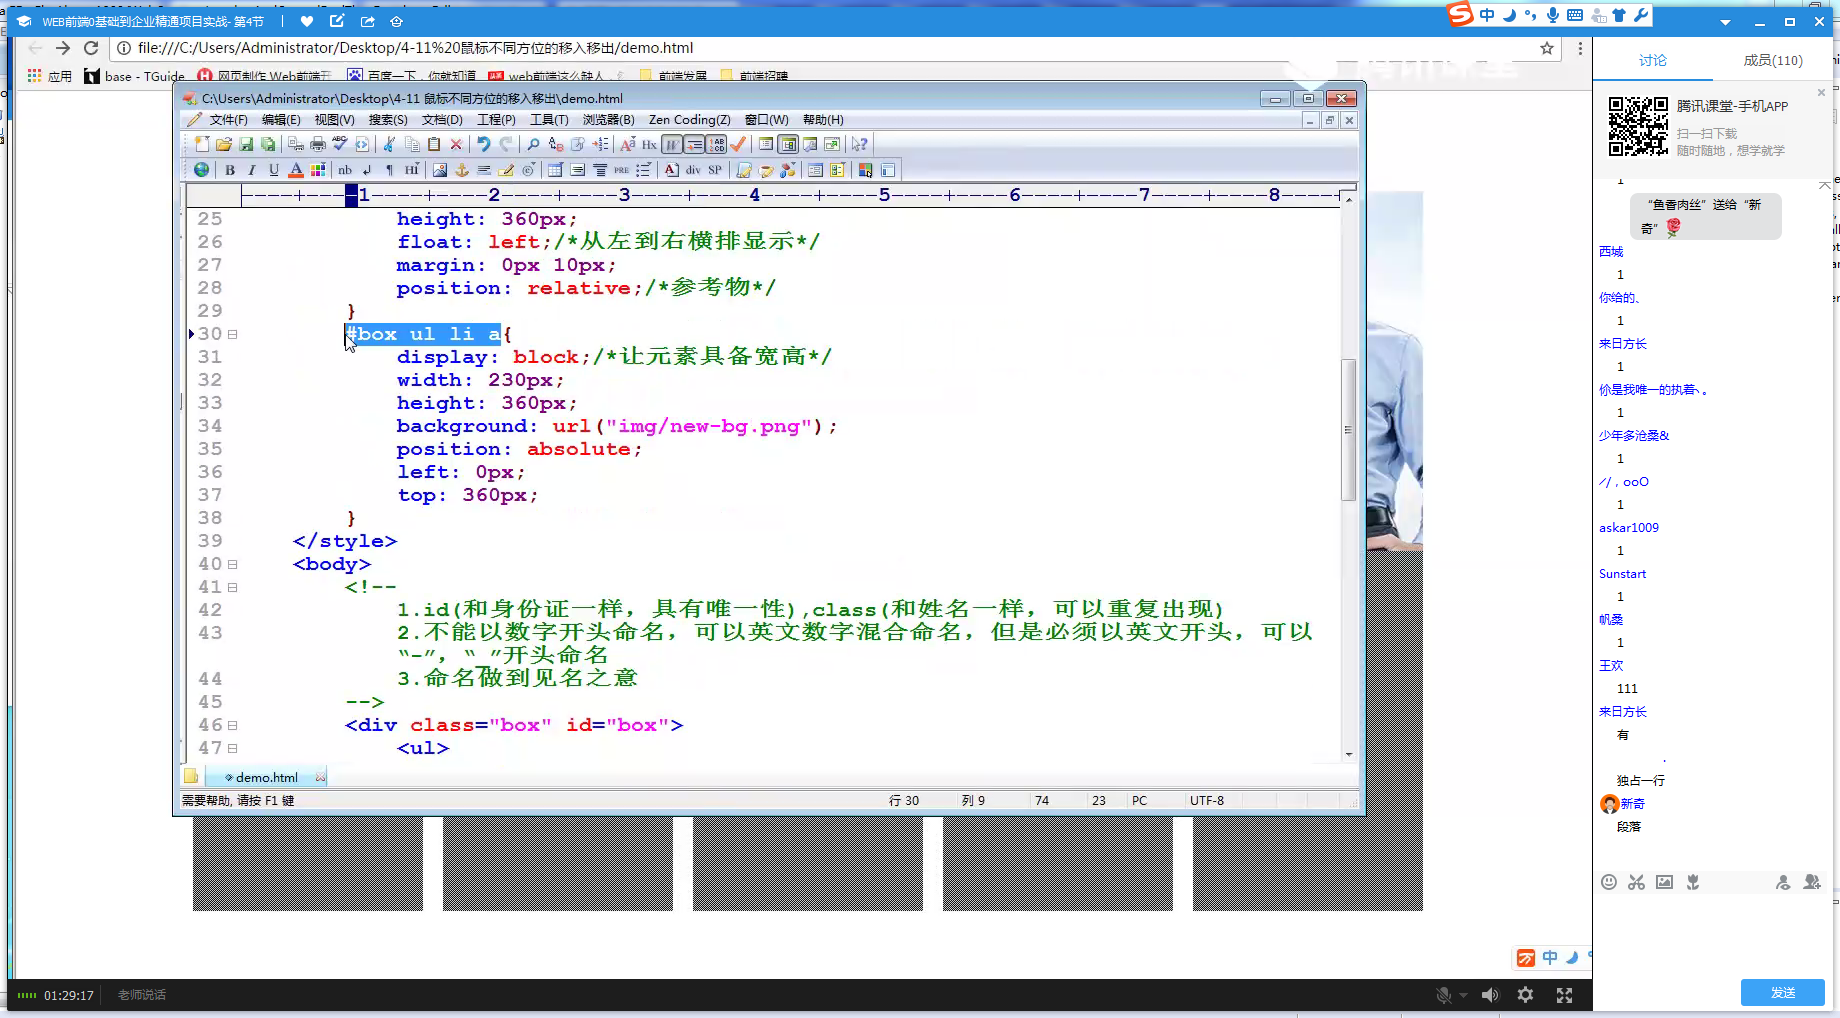 WEB前端0基础到企业精通项目实战- 第4节
file:///C:/Users/Administrator/Desktop/4-11%20鼠标不同方位的移入移出/demo.html
应用 base - TGuide 网页制作 Web前端开 百度一下，你就知道 web前端这么缺人， 前端发展 前端招聘
C:\Users\Administrator\Desktop\4-11 鼠标不同方位的移入移出\demo.html
文件(F) 编辑(E) 视图(V) 搜索(S) 文档(D) 工程(P) 工具(T) 浏览器(B) Zen Coding(Z) 窗口(W) 帮助(H)
B I U A nb ¶ HI PRE A div SP
1 2 3 4 5 6 7 8
25 height: 360px;
26 float: left;/*从左到右横排显示*/
27 margin: 0px 10px;
28 position: relative;/*参考物*/
29 }
30 #box ul li a{
31 display: block;/*让元素具备宽高*/
32 width: 230px;
33 height: 360px;
34 background: url("img/new-bg.png");
35 position: absolute;
36 left: 0px;
37 top: 360px;
38 }
39 </style>
40 <body>
41 <!--
42 1.id(和身份证一样，具有唯一性),class(和姓名一样，可以重复出现)
43 2.不能以数字开头命名，可以英文数字混合命名，但是必须以英文开头，可以
“-”，“_”开头命名
44 3.命名做到见名之意
45 -->
46 <div class="box" id="box">
47 <ul>
demo.html
需要帮助, 请按 F1 键 行 30 列 9 74 23 PC UTF-8
中
01:29:17 老师说话
中
讨论 成员(110)
腾讯课堂-手机APP
扫一扫下载
随时随地，想学就学
1
“鱼香肉丝”送给“新
奇”
西城
1
你给的、
1
来日方长
1
伱是我唯一的执着丶。
1
少年多沧桑&
1
askar1009
1
Sunstart
1
帆桑
1
王欢
111
来日方长
有
独占一行
新奇
段落
发送